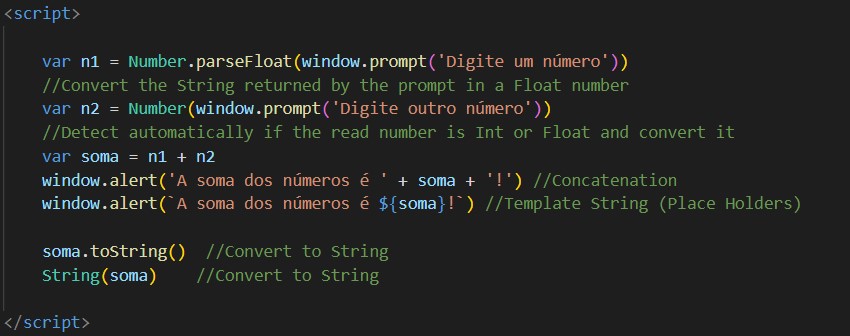 <script>
var n1 = Number.parseFloat(window.prompt('Digite um número'))
//Convert the String returned by the prompt in a Float number
var n2 = Number(window.prompt('Digite outro número'))
//Detect automatically if the read number is Int or Float and convert it
var soma = n1 + n2
window.alert('A soma dos números é ' + soma + '!') //Concatenation
window.alert(`A soma dos números é ${soma}!`) //Template String (Place Holders)
soma.toString()  //Convert to String
String(soma)    //Convert to String
</script>